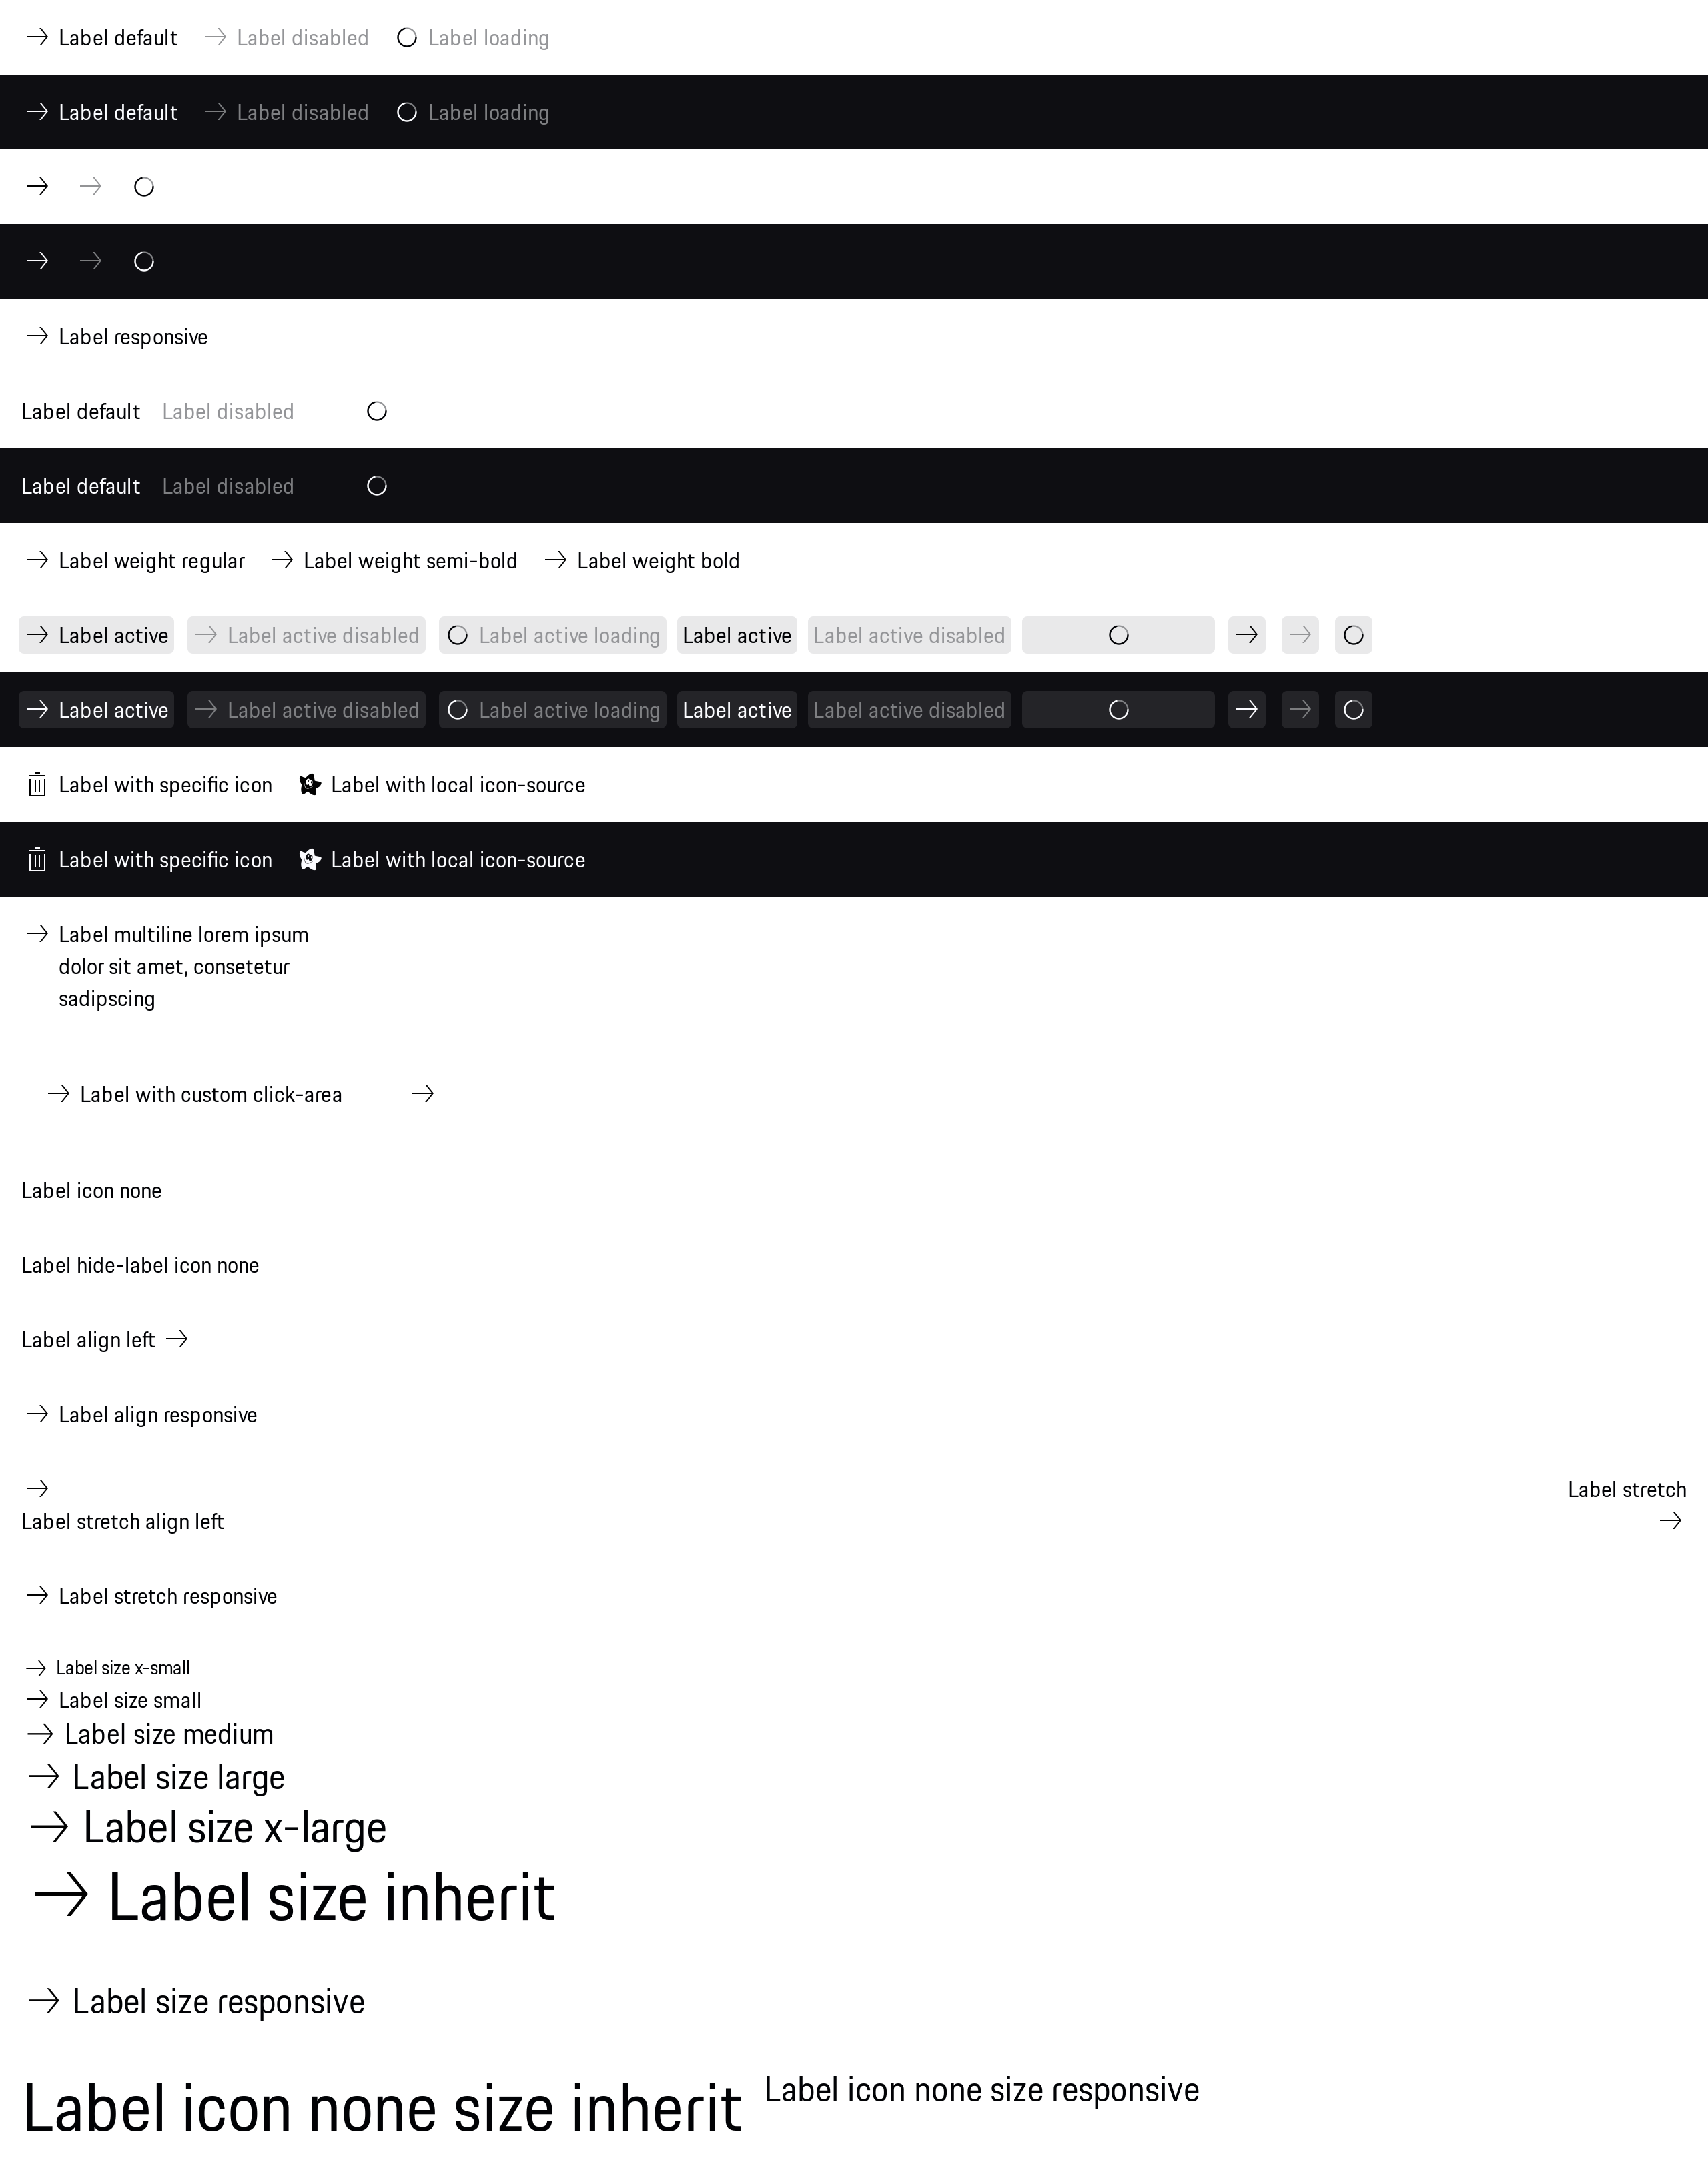 Label default Label disabled Label loading
Label default Label disabled Label loading
Label responsive
Label default Label disabled
Label default Label disabled
Label weight regular Label weight semi-bold Label weight bold
Label active Label active disabled Label active loading Label active Label active disabled
Label active Label active disabled Label active loading Label active Label active disabled
Label with specific icon Label with local icon-source
Label with specific icon Label with local icon-source
Label multiline lorem ipsum
dolor sit amet, consetetur
sadipscing
Label with custom click-area
Label icon none
Label hide-label icon none
Label align left
Label align responsive
Label stretch
Label stretch align left
Label stretch responsive
Label size x-small
Label size small
Label size medium
Label size large
Label size x-large
Label size inherit
Label size responsive
Label icon none size inherit Label icon none size responsive